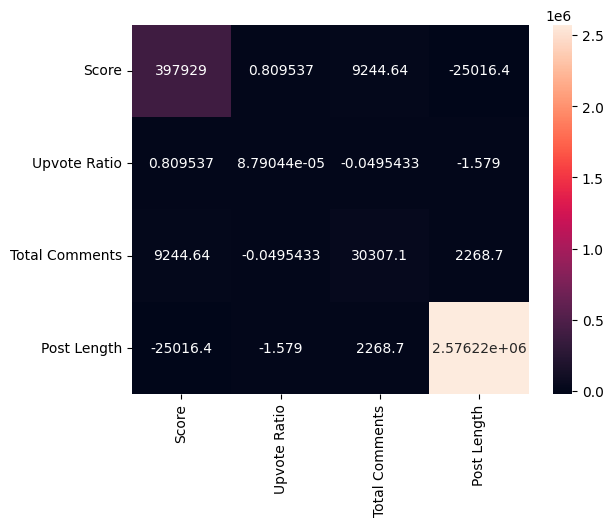 1e6
Score
397929 0.809537 9244.64 -25016.4
Upvote Ratio
0.809537 8.79044e-05 -0.0495433 -1.579
Total Comments
9244.64 -0.0495433 30307.1 2268.7
Post Length
-25016.4 -1.579 2268.7 2.57622e+06
Score
Upvote Ratio
Total Comments
Post Length
2.5
2.0
1.5
1.0
0.5
0.0